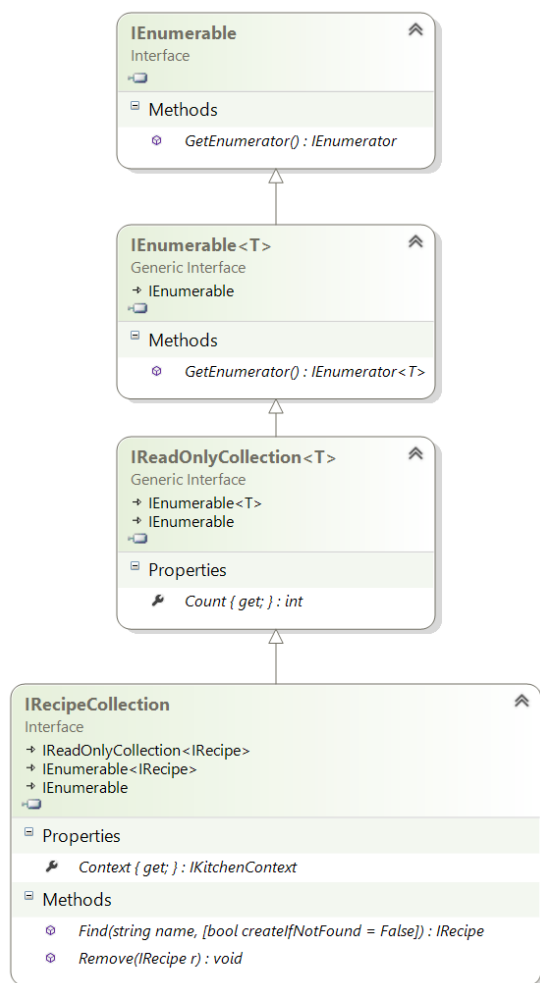 IEnumerable
Interface
Methods
GetEnumerator() : IEnumerator
IEnumerable<T>
Generic Interface
IEnumerable
Methods
GetEnumerator() : IEnumerator<T>
IReadOnlyCollection<T>
Generic Interface
IEnumerable<T>
IEnumerable
Properties
Count { get; } : int
IRecipeCollection
Interface
IReadOnlyCollection<IRecipe>
IEnumerable<IRecipe>
IEnumerable
Properties
Context { get; } : IKitchenContext
Methods
Find(string name, [bool createIfNotFound = False]) : IRecipe
Remove(IRecipe r) : void